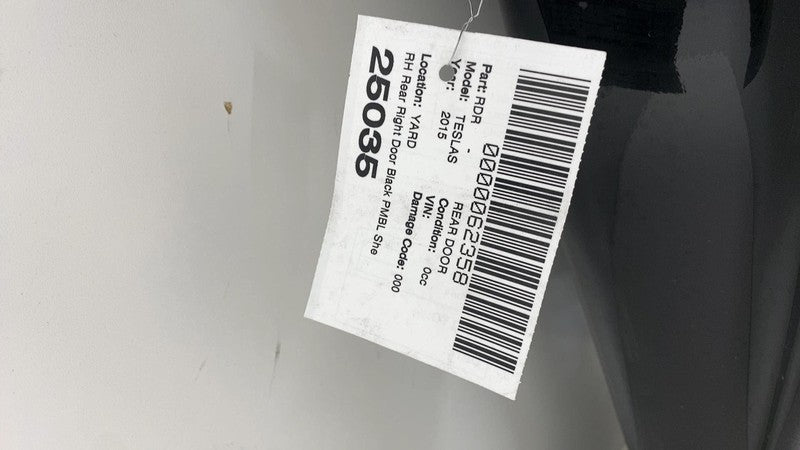 0000062358
Part: RDR - REAR DOOR
Model: TESLAS Condition: 0cc
Year: 2015 VIN:
Damage Code: 000
Location: YARD
RH Rear Right Door Black PMBL She
25035